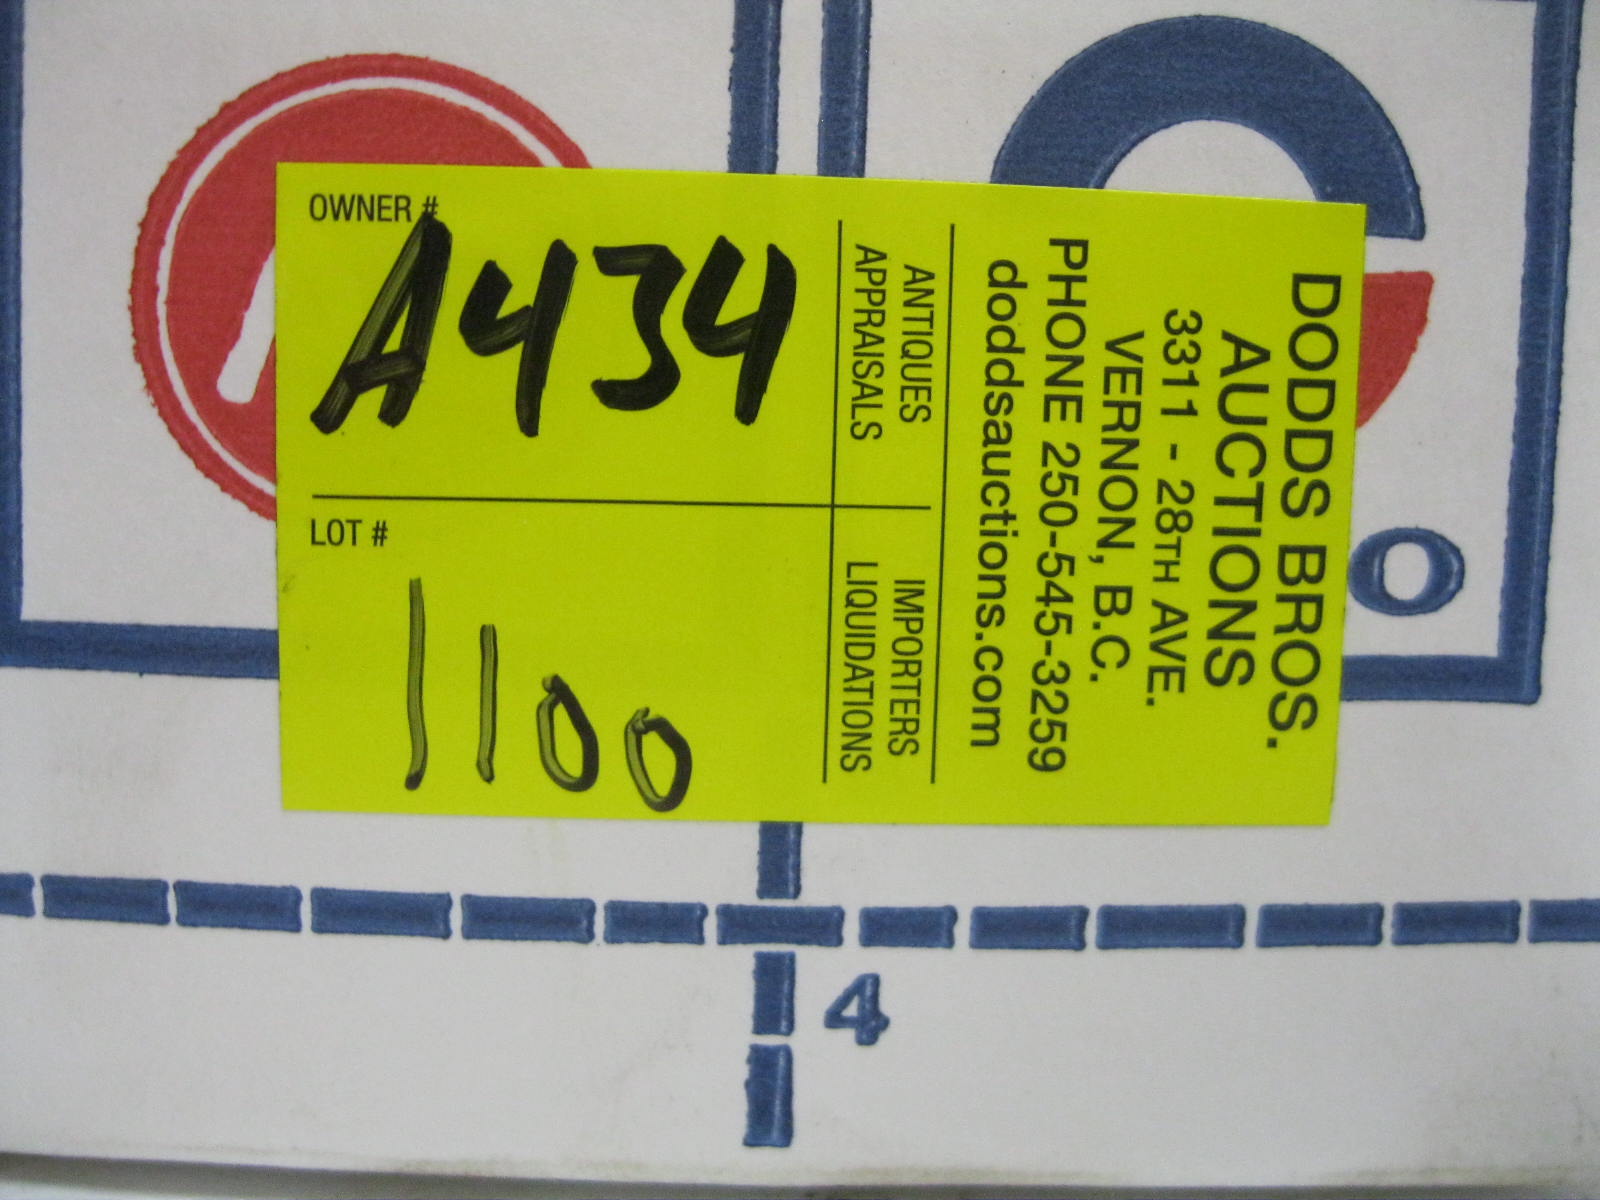 DODDS BROS.
AUCTIONS
3311 - 28TH AVE.
VERNON, B.C.
PHONE 250-545-3259
doddsauctions.com
ANTIQUES
APPRAISALS
IMPORTERS
LIQUIDATIONS
OWNER #
A434
LOT #
1100
4